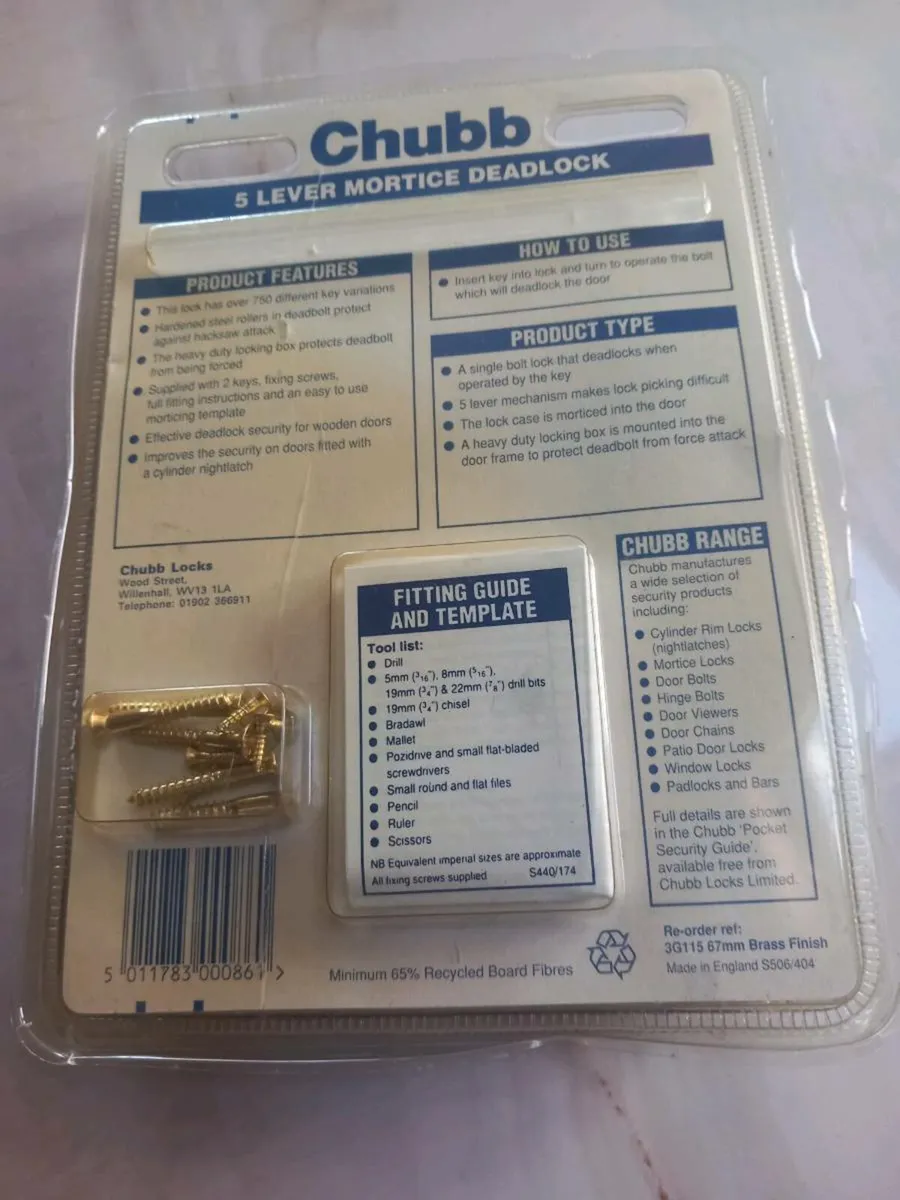 Chubb
5 LEVER MORTICE DEADLOCK
PRODUCT FEATURES
This lock has over 750 different key variations
Hardened steel rollers in deadbolt protect
against hacksaw attack
The heavy duty locking box protects deadbolt
from being forced
Supplied with 2 keys, fixing screws,
full fitting instructions and an easy to use
morticing template
Effective deadlock security for wooden doors
Improves the security on doors fitted with
a cylinder nightlatch
HOW TO USE
Insert key into lock and turn to operate the bolt
which will deadlock the door
PRODUCT TYPE
A single bolt lock that deadlocks when
operated by the key
5 lever mechanism makes lock picking difficult
The lock case is morticed into the door
A heavy duty locking box is mounted into the
door frame to protect deadbolt from force attack
Chubb Locks
Wood Street,
Willenhall, WV13 1LA
Telephone: 01902 366911
FITTING GUIDE
AND TEMPLATE
Tool list:
Drill
5mm (3/16"), 8mm (5/16"),
19mm (3/4") & 22mm (7/8") drill bits
19mm (3/4") chisel
Bradawl
Mallet
Pozidrive and small flat-bladed
screwdrivers
Small round and flat files
Pencil
Ruler
Scissors
NB Equivalent imperial sizes are approximate
All fixing screws supplied S440/174
CHUBB RANGE
Chubb manufactures
a wide selection of
security products
including:
Cylinder Rim Locks
(nightlatches)
Mortice Locks
Door Bolts
Hinge Bolts
Door Viewers
Door Chains
Patio Door Locks
Window Locks
Padlocks and Bars
Full details are shown
in the Chubb 'Pocket
Security Guide',
available free from
Chubb Locks Limited.
5 011783 000861 >
Minimum 65% Recycled Board Fibres
Re-order ref:
3G115 67mm Brass Finish
Made in England S506/404